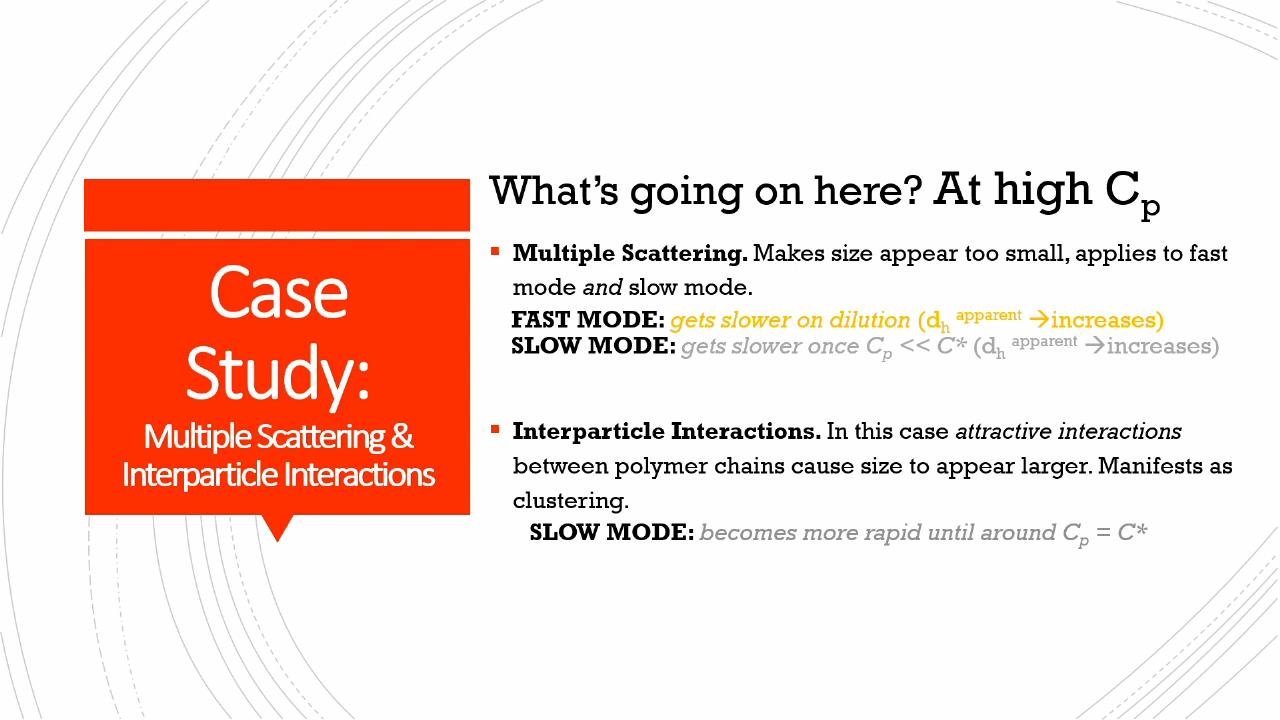 Case
Study:
Multiple Scattering &
Interparticle Interactions
What's going on here? At high Cp
▪ Multiple Scattering. Makes size appear too small, applies to fast
mode and slow mode.
FAST MODE: gets slower on dilution (dh apparent →increases)
SLOW MODE: gets slower once Cp << C* (dh apparent →increases)
▪ Interparticle Interactions. In this case attractive interactions
between polymer chains cause size to appear larger. Manifests as
clustering.
SLOW MODE: becomes more rapid until around Cp = C*